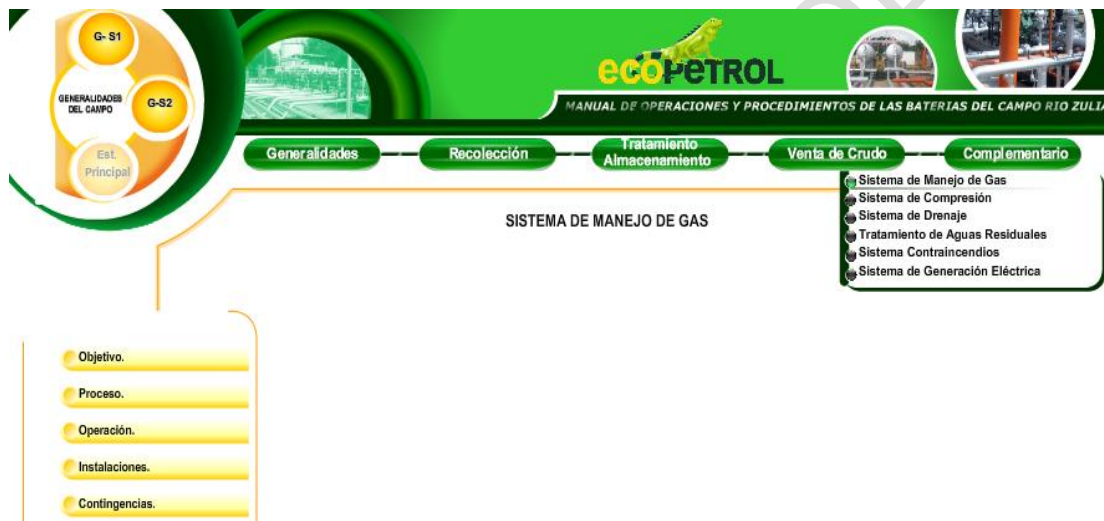 G- S1
GENERALIDADES
DEL CAMPO
G-S2
Est.
Principal
ecopeTROL
MANUAL DE OPERACIONES Y PROCEDIMIENTOS DE LAS BATERIAS DEL CAMPO RIO ZULIA
Generalidades
Recolección
Tratamiento
Almacenamiento
Venta de Crudo
Complementario
Sistema de Manejo de Gas
Sistema de Compresión
Sistema de Drenaje
Tratamiento de Aguas Residuales
Sistema Contraincendios
Sistema de Generación Eléctrica
SISTEMA DE MANEJO DE GAS
Objetivo.
Proceso.
Operación.
Instalaciones.
Contingencias.